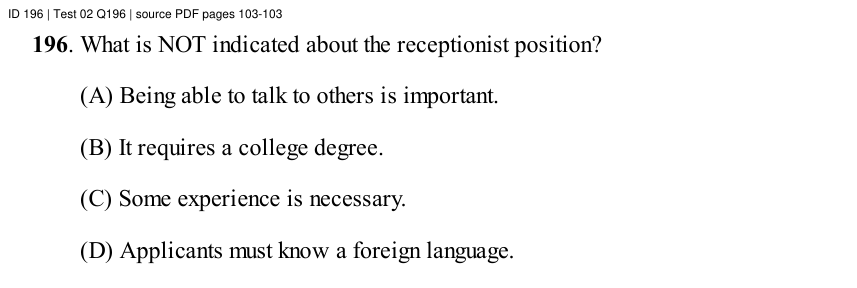 ID 196 | Test 02 Q196 | source PDF pages 103-103
196. What is NOT indicated about the receptionist position?
(A) Being able to talk to others is important.
(B) It requires a college degree.
(C) Some experience is necessary.
(D) Applicants must know a foreign language.